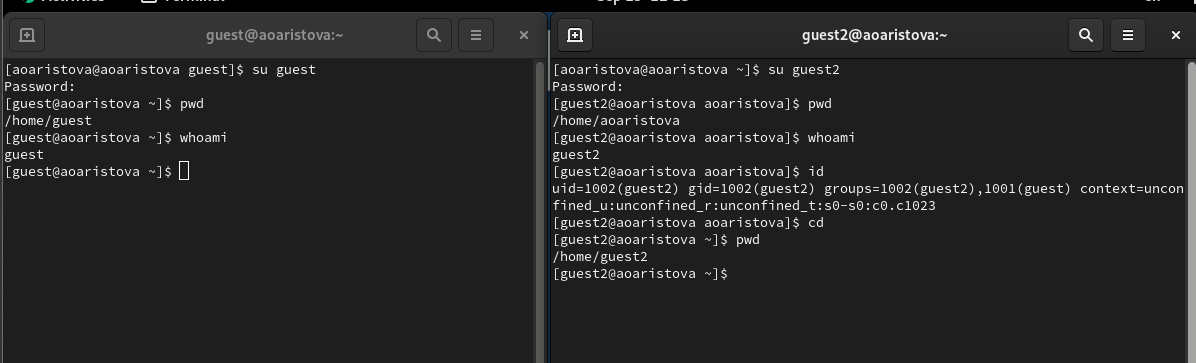 guest@aoaristova:~
[aoaristova@aoaristova guest]$ su guest
Password:
[guest@aoaristova ~]$ pwd
/home/guest
[guest@aoaristova ~]$ whoami
guest
[guest@aoaristova ~]$
guest2@aoaristova:~
[aoaristova@aoaristova ~]$ su guest2
Password:
[guest2@aoaristova aoaristova]$ pwd
/home/aoaristova
[guest2@aoaristova aoaristova]$ whoami
guest2
[guest2@aoaristova aoaristova]$ id
uid=1002(guest2) gid=1002(guest2) groups=1002(guest2),1001(guest) context=uncon
fined_u:unconfined_r:unconfined_t:s0-s0:c0.c1023
[guest2@aoaristova aoaristova]$ cd
[guest2@aoaristova ~]$ pwd
/home/guest2
[guest2@aoaristova ~]$